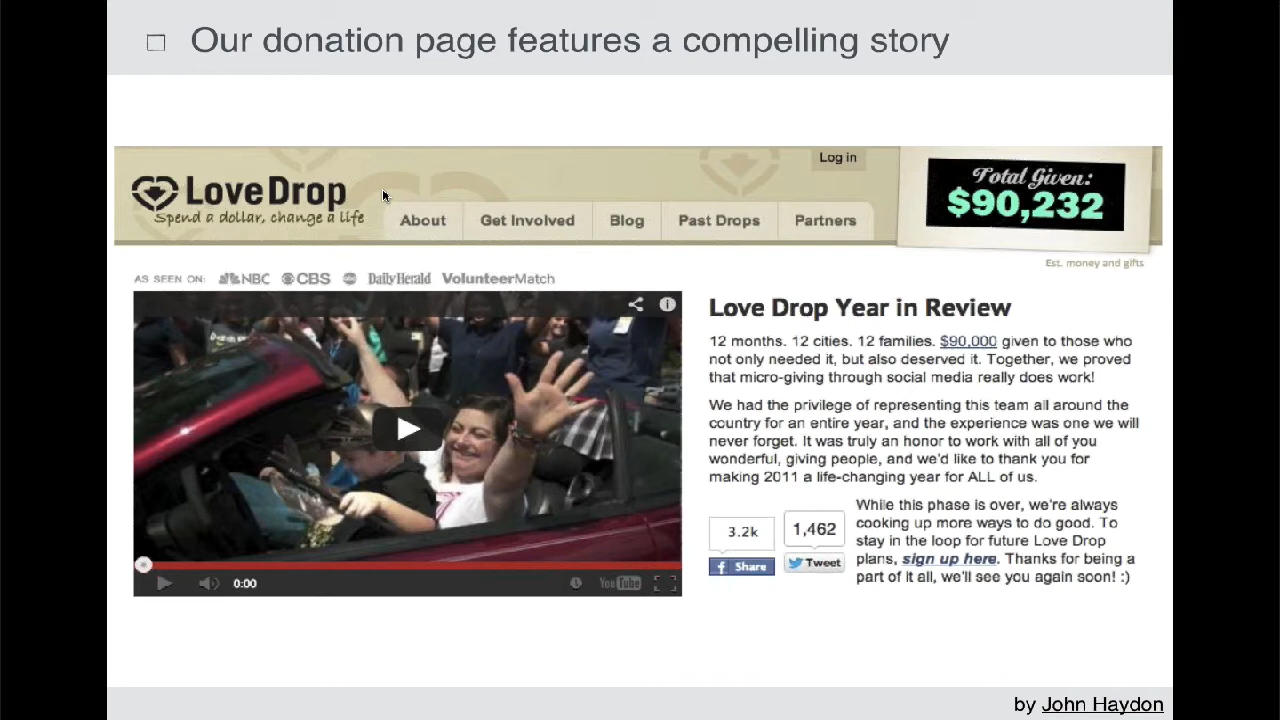 Our donation page features a compelling story
Log in
LoveDrop
Spend a dollar, change a life
About
Get Involved
Blog
Past Drops
Partners
Total Given:
$90,232
Est. money and gifts
AS SEEN ON: NBC CBS Daily Herald VolunteerMatch
Love Drop Year in Review
12 months. 12 cities. 12 families. $90,000 given to those who
not only needed it, but also deserved it. Together, we proved
that micro-giving through social media really does work!
We had the privilege of representing this team all around the
country for an entire year, and the experience was one we will
never forget. It was truly an honor to work with all of you
wonderful, giving people, and we'd like to thank you for
making 2011 a life-changing year for ALL of us.
While this phase is over, we're always
cooking up more ways to do good. To
stay in the loop for future Love Drop
plans, sign up here. Thanks for being a
part of it all, we'll see you again soon! :)
3.2k
Share
1,462
Tweet
0:00
YouTube
by John Haydon